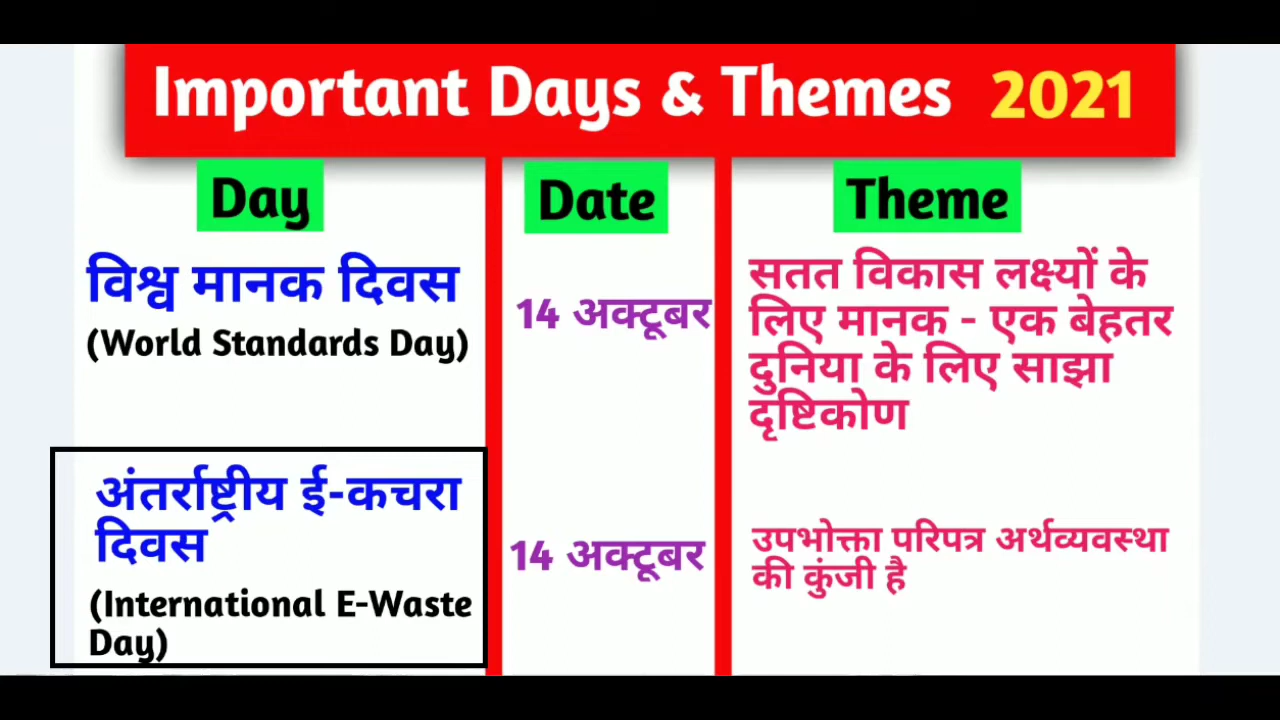 Important Days & Themes 2021
Day
Date
Theme
विश्व मानक दिवस
(World Standards Day)
14 अक्टूबर
सतत विकास लक्ष्यों के
लिए मानक - एक बेहतर
दुनिया के लिए साझा
दृष्टिकोण
अंतर्राष्ट्रीय ई-कचरा
दिवस
(International E-Waste
Day)
14 अक्टूबर
उपभोक्ता परिपत्र अर्थव्यवस्था
की कुंजी है